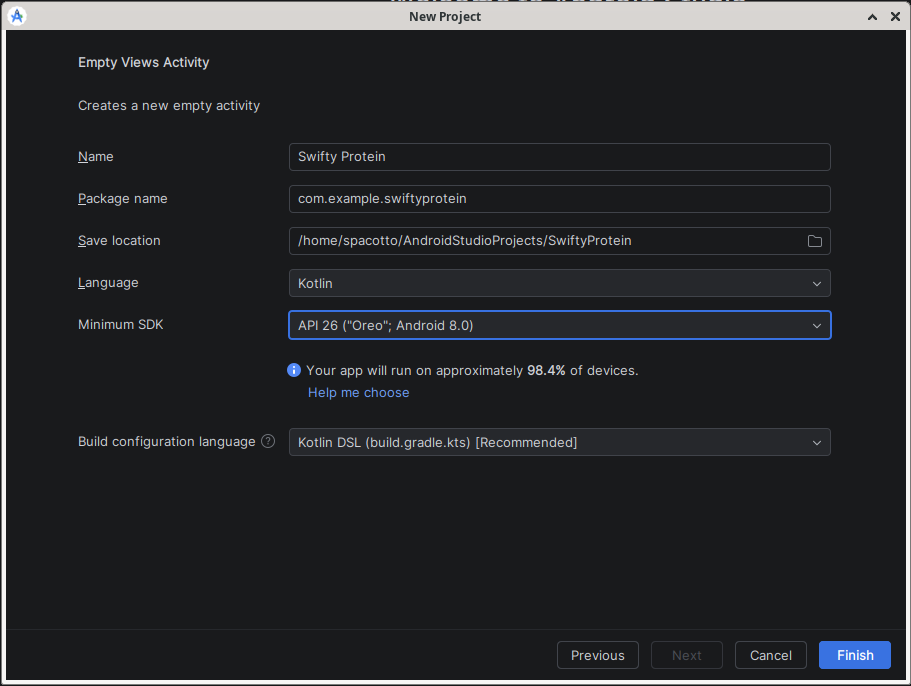 New Project
Empty Views Activity
Creates a new empty activity
Name Swifty Protein
Package name com.example.swiftyprotein
Save location /home/spacotto/AndroidStudioProjects/SwiftyProtein
Language Kotlin
Minimum SDK API 26 ("Oreo"; Android 8.0)
Your app will run on approximately 98.4% of devices.
Help me choose
Build configuration language ? Kotlin DSL (build.gradle.kts) [Recommended]
Previous Next Cancel Finish